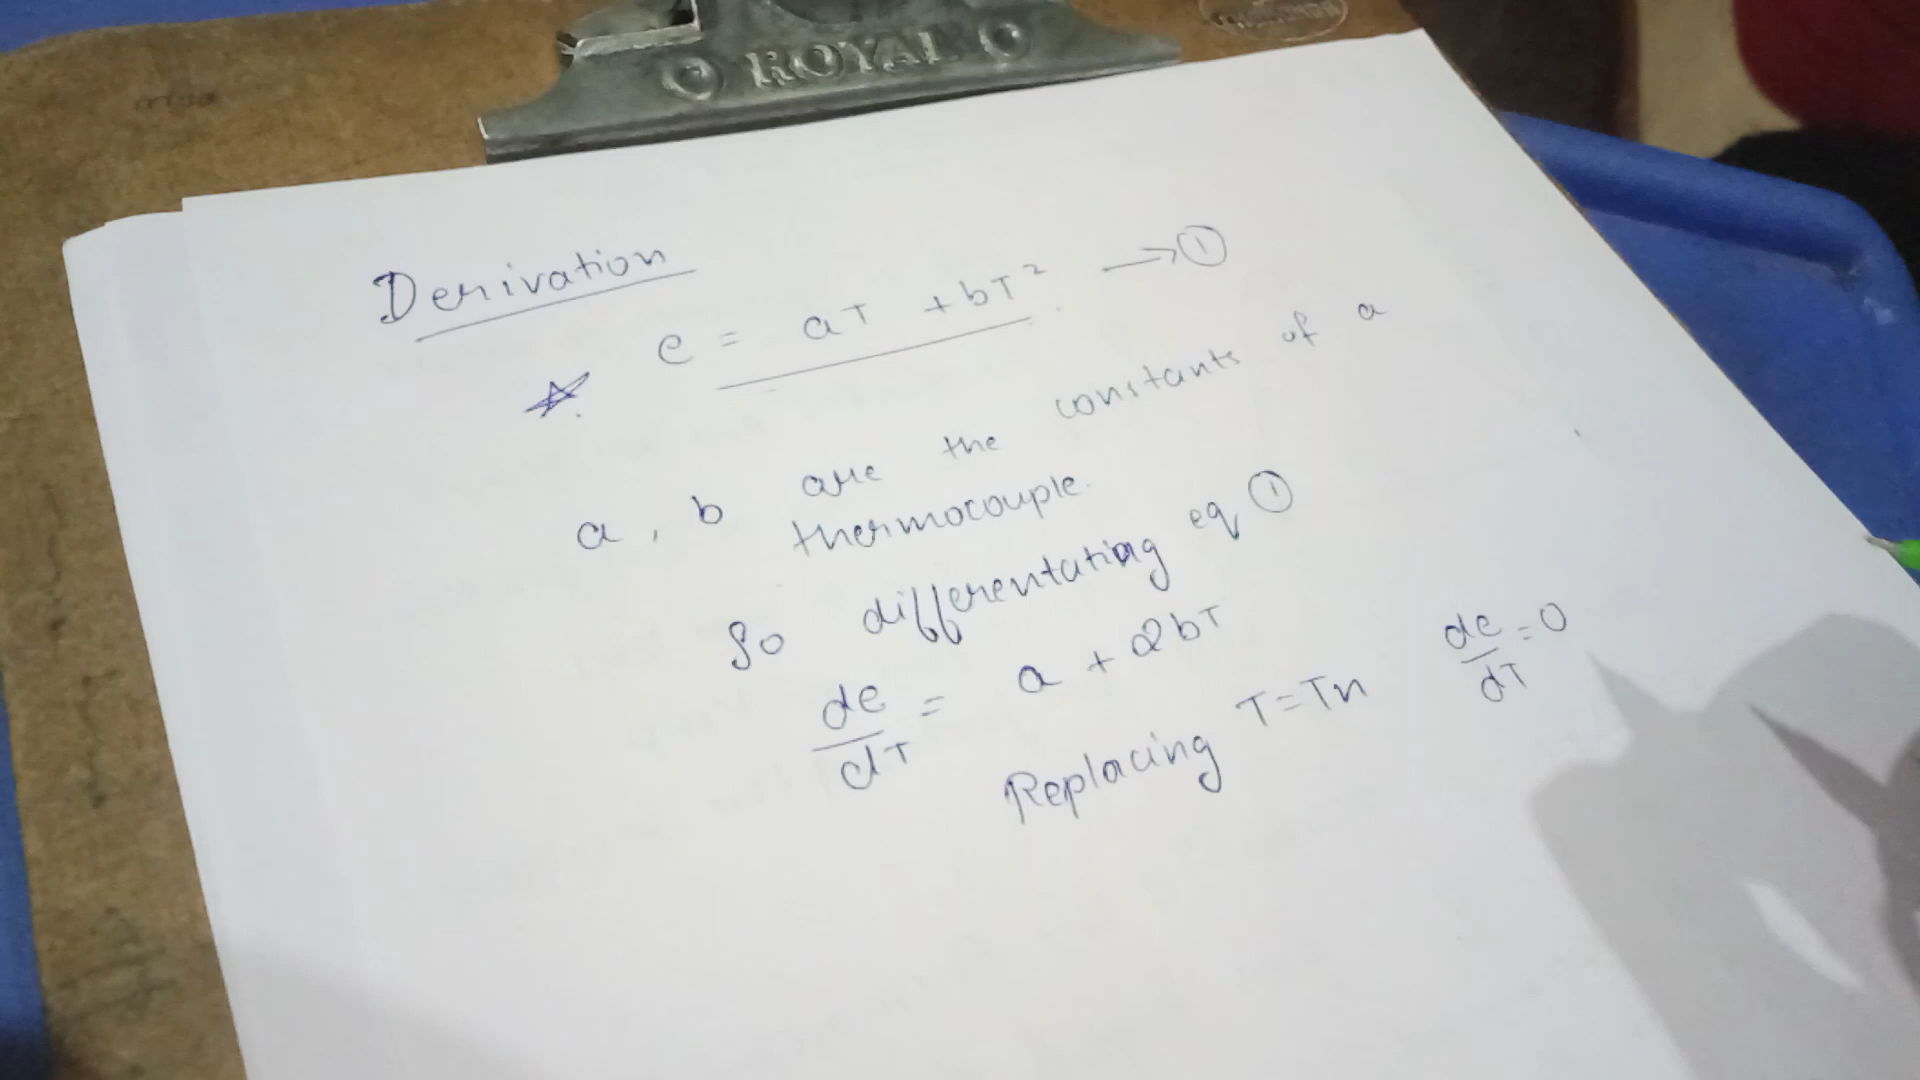 ROYAL
Derivation
e = aT + bT² → ①
a, b are the constants of a
thermocouple.
So differentating eq ①
de/dT = a + 2bT
Replacing T=Tn de/dT = 0